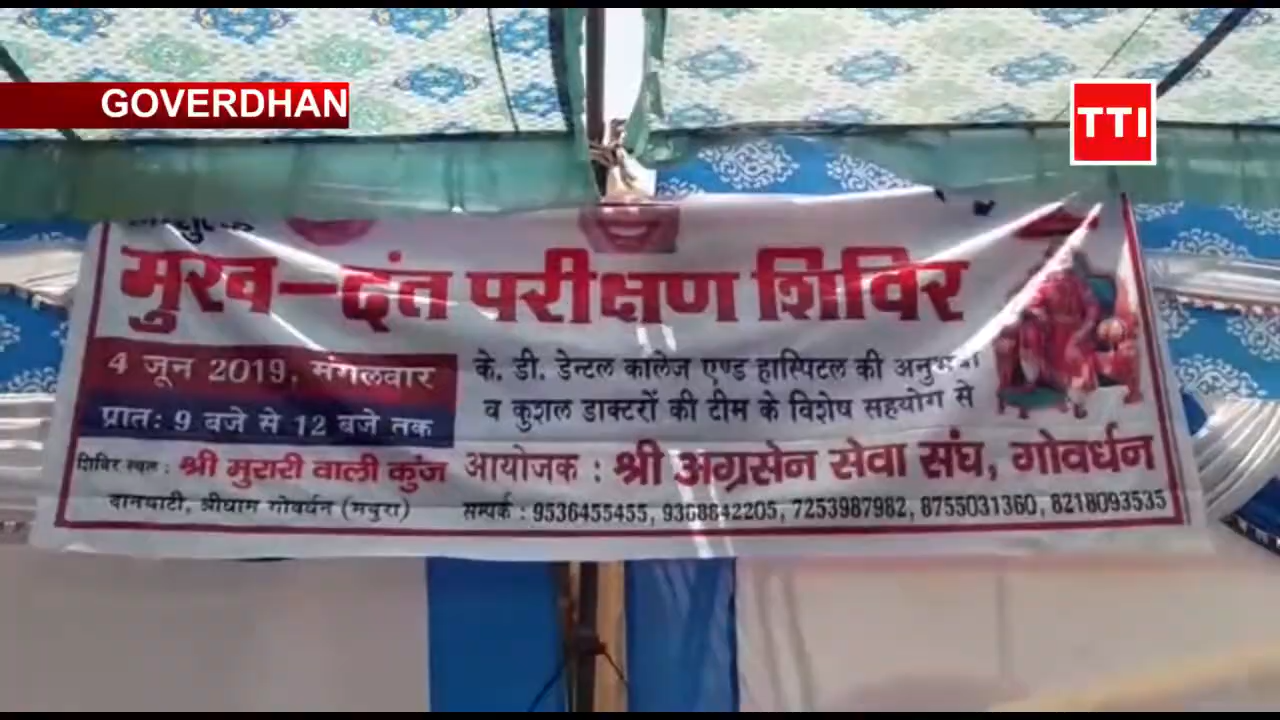 GOVERDHAN
TTI
मुख-दंत परीक्षण शिविर
4 जून 2019, मंगलवार
प्रात: 9 बजे से 12 बजे तक
के. डी. डेन्टल कालेज एण्ड हास्पिटल की
व कुशल डाक्टरों की टीम के विशेष सहयोग से
शिविर स्थल : श्री मुरारी वाली कुंज
दानघाटी, श्रीधाम गोवर्धन (मथुरा)
आयोजक : श्री अग्रसेन सेवा संघ, गोवर्धन
सम्पर्क : 9536455455, 7253987982, 8755031360, 8218093535